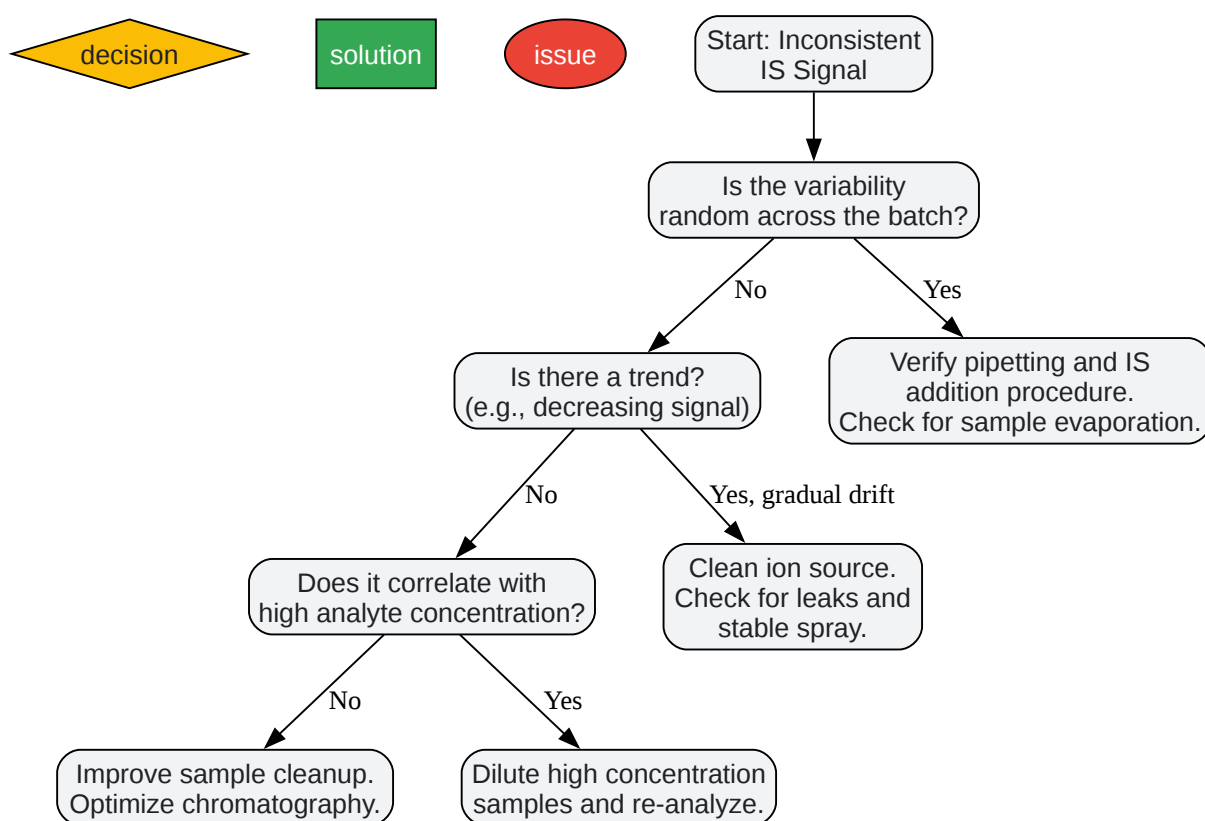 decision
solution
issue
Start: Inconsistent
IS Signal
Is the variability
random across the batch?
No
Yes
Is there a trend?
(e.g., decreasing signal)
Verify pipetting and IS
addition procedure.
Check for sample evaporation.
No
Yes, gradual drift
Does it correlate with
high analyte concentration?
Clean ion source.
Check for leaks and
stable spray.
No
Yes
Improve sample cleanup.
Optimize chromatography.
Dilute high concentration
samples and re-analyze.